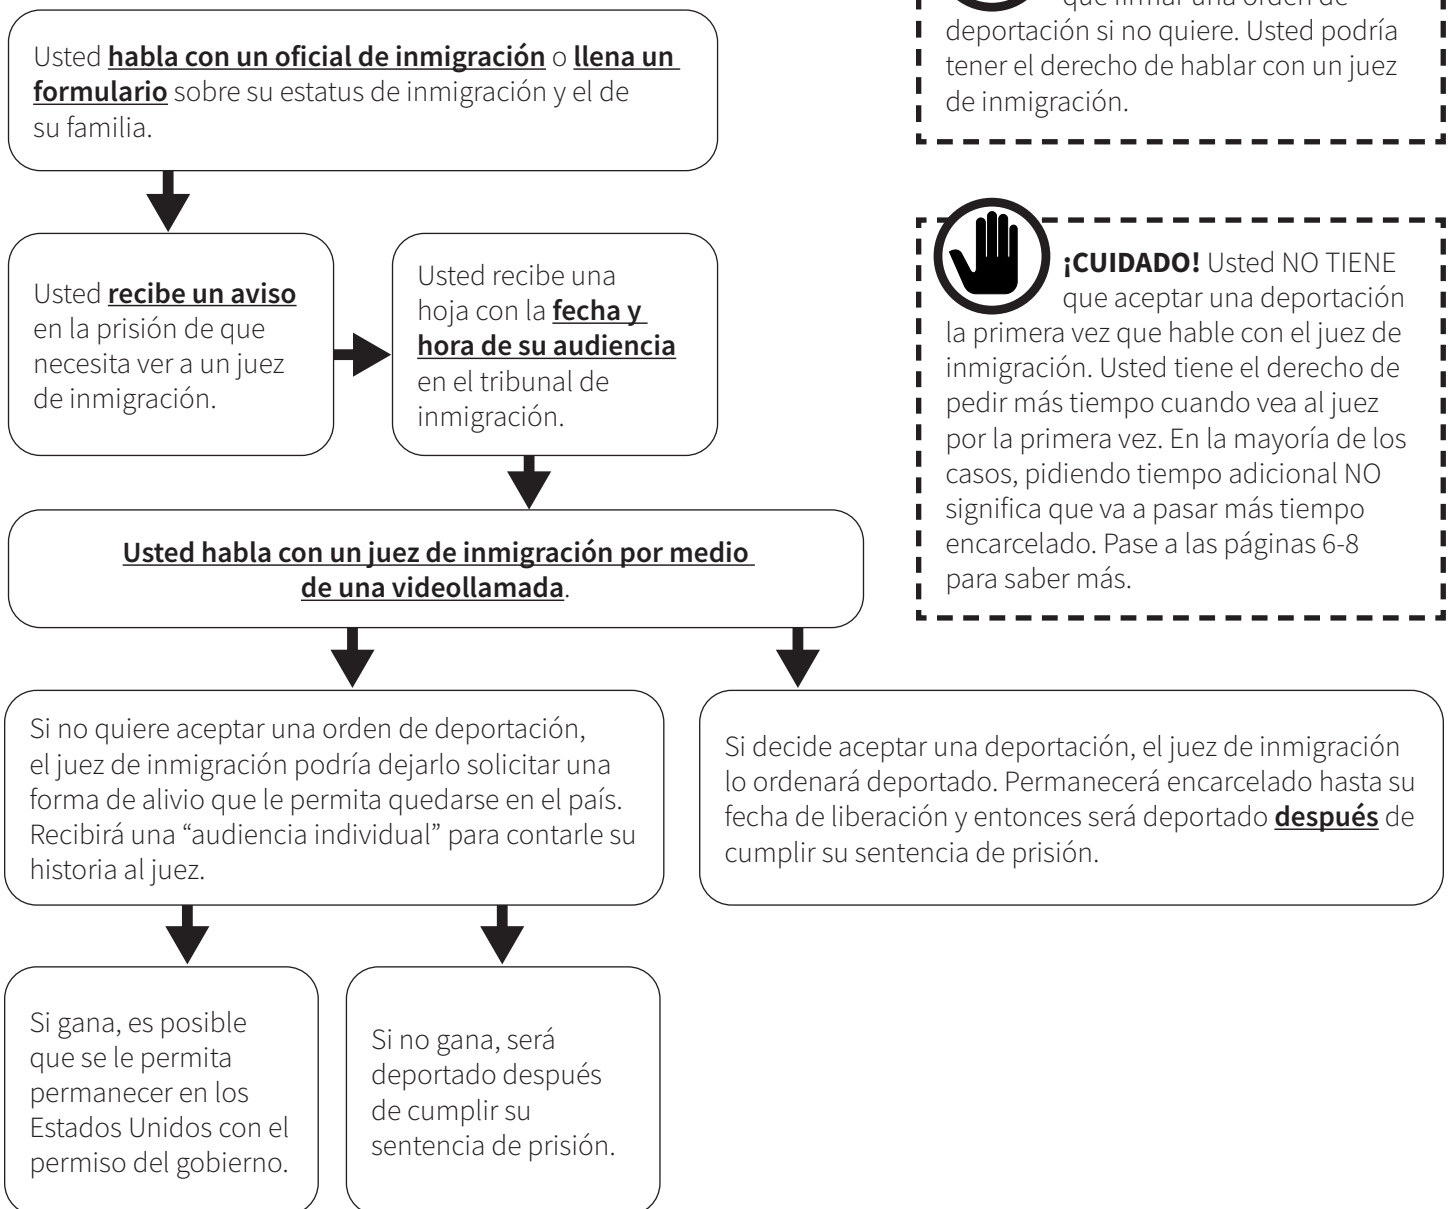 Usted habla con un oficial de inmigración o llena un
formulario sobre su estatus de inmigración y el de
su familia.
deportación si no quiere. Usted podría
tener el derecho de hablar con un juez
de inmigración.
Usted recibe un aviso
en la prisión de que
necesita ver a un juez
de inmigración.
Usted recibe una
hoja con la fecha y
hora de su audiencia
en el tribunal de
inmigración.
¡CUIDADO! Usted NO TIENE
que aceptar una deportación
la primera vez que hable con el juez de
inmigración. Usted tiene el derecho de
pedir más tiempo cuando vea al juez
por la primera vez. En la mayoría de los
casos, pidiendo tiempo adicional NO
significa que va a pasar más tiempo
encarcelado. Pase a las páginas 6-8
para saber más.
Usted habla con un juez de inmigración por medio
de una videollamada.
Si no quiere aceptar una orden de deportación,
el juez de inmigración podría dejarlo solicitar una
forma de alivio que le permita quedarse en el país.
Recibirá una “audiencia individual” para contarle su
historia al juez.
Si decide aceptar una deportación, el juez de inmigración
lo ordenará deportado. Permanecerá encarcelado hasta su
fecha de liberación y entonces será deportado después de
cumplir su sentencia de prisión.
Si gana, es posible
que se le permita
permanecer en los
Estados Unidos con el
permiso del gobierno.
Si no gana, será
deportado después
de cumplir su
sentencia de prisión.